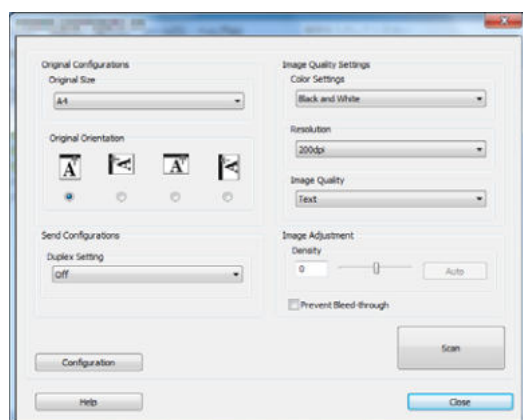 Original Configurations
Original Size
A4
Original Orientation
A A A A
Send Configurations
Duplex Setting
Off
Configuration
Help
Image Quality Settings
Color Settings
Black and White
Resolution
200dpi
Image Quality
Text
Image Adjustment
Density
0
Auto
Prevent Bleed-through
Scan
Close